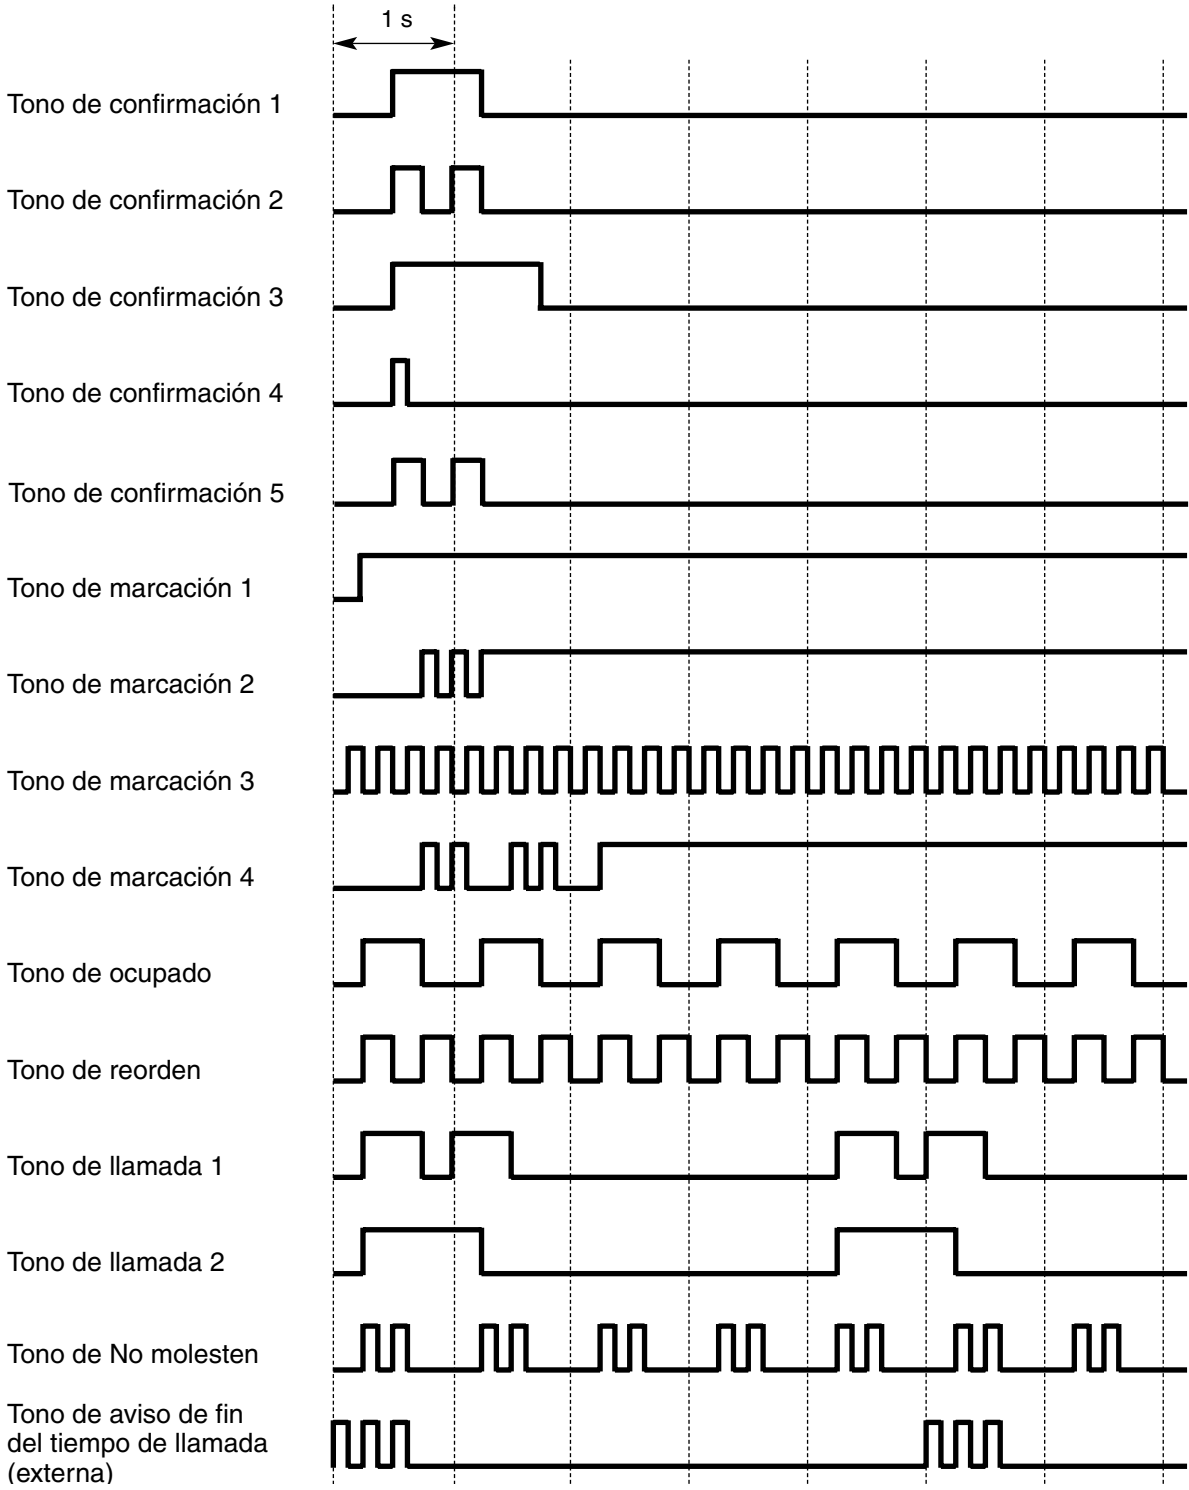 1 s
Tono de confirmación 1
Tono de confirmación 2
Tono de confirmación 3
Tono de confirmación 4
Tono de confirmación 5
Tono de marcación 1
Tono de marcación 2
Tono de marcación 3
Tono de marcación 4
Tono de ocupado
Tono de reorden
Tono de llamada 1
Tono de llamada 2
Tono de No molesten
Tono de aviso de fin
del tiempo de llamada
(externa)